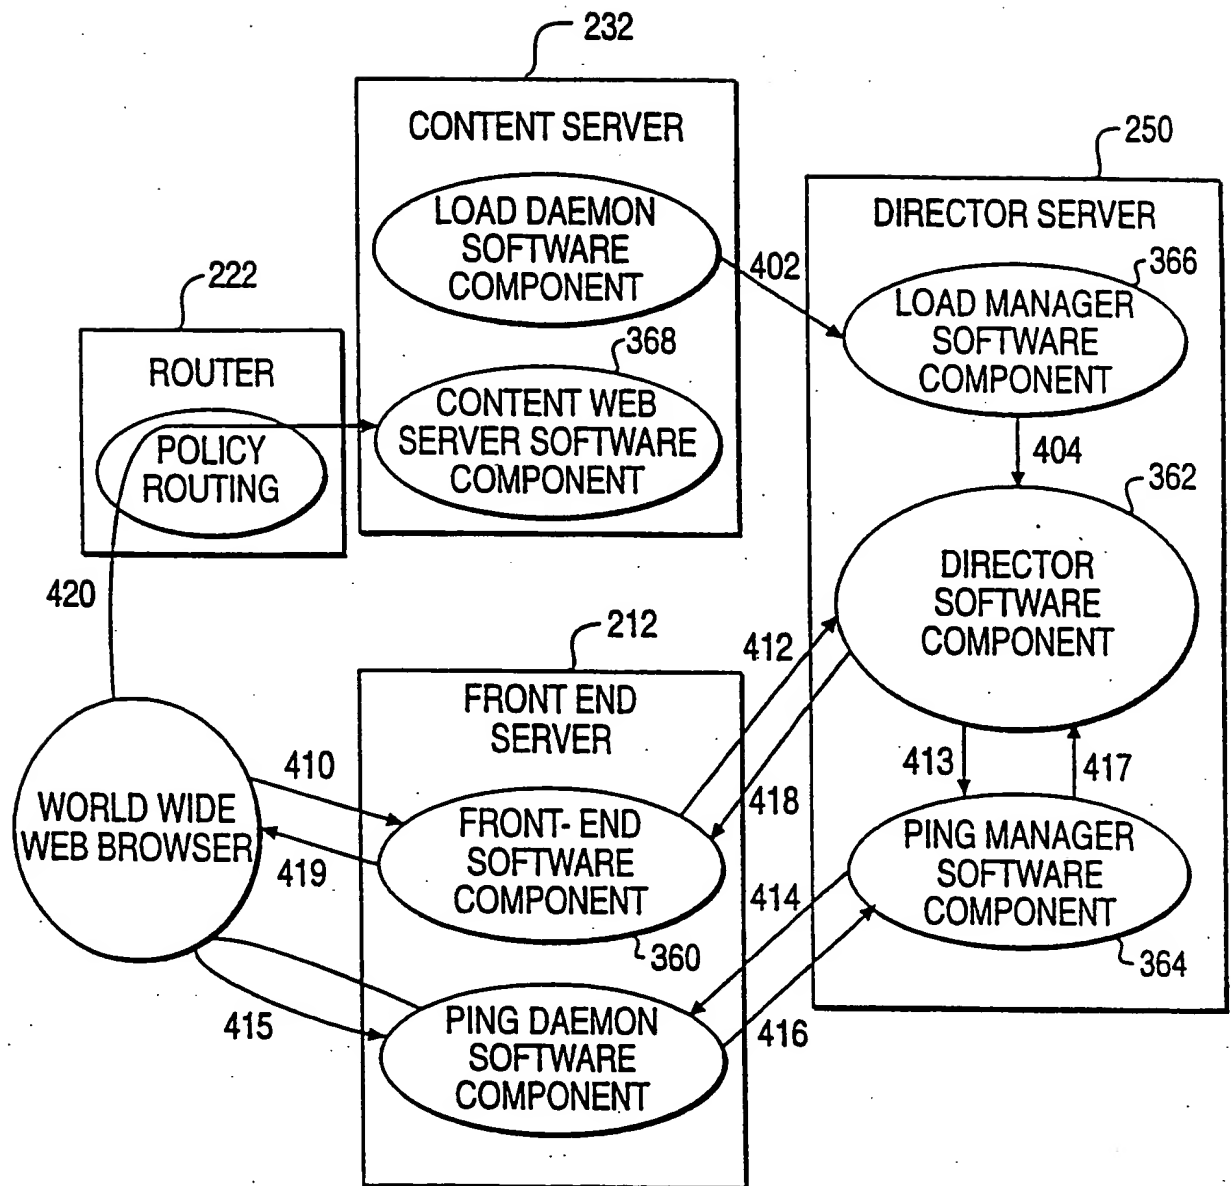 232
CONTENT SERVER
LOAD DAEMON
SOFTWARE
COMPONENT
368
CONTENT WEB
SERVER SOFTWARE
COMPONENT
222
ROUTER
POLICY
ROUTING
420
402
250
DIRECTOR SERVER
366
LOAD MANAGER
SOFTWARE
COMPONENT
404
362
DIRECTOR
SOFTWARE
COMPONENT
413
417
PING MANAGER
SOFTWARE
COMPONENT
364
212
FRONT END
SERVER
412
418
FRONT- END
SOFTWARE
COMPONENT
360
414
416
PING DAEMON
SOFTWARE
COMPONENT
WORLD WIDE
WEB BROWSER
410
419
415